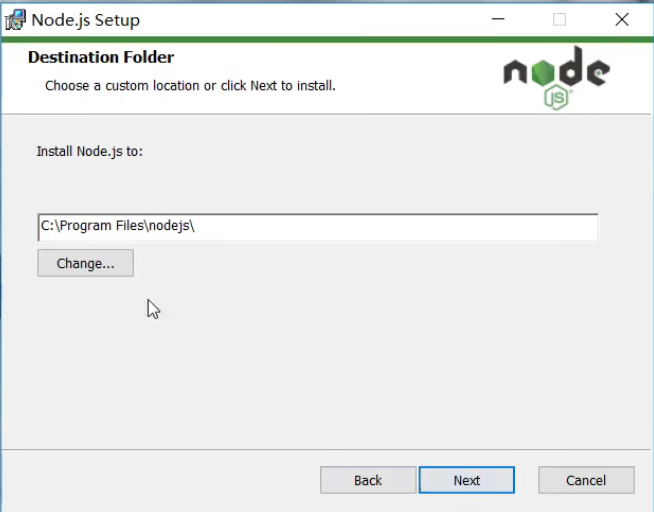 Node.js Setup
Destination Folder
Choose a custom location or click Next to install.
node
JS
Install Node.js to:
C:\Program Files\nodejs\
Change...
Back
Next
Cancel